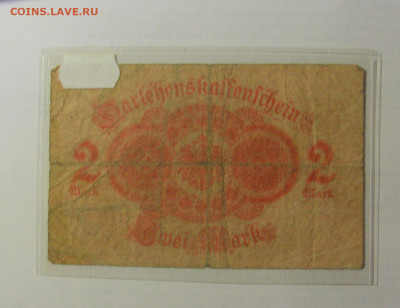 COINS.LAVE.RU
Darlehenskassenschein
2 2
Mark Mark
Zwei Mark